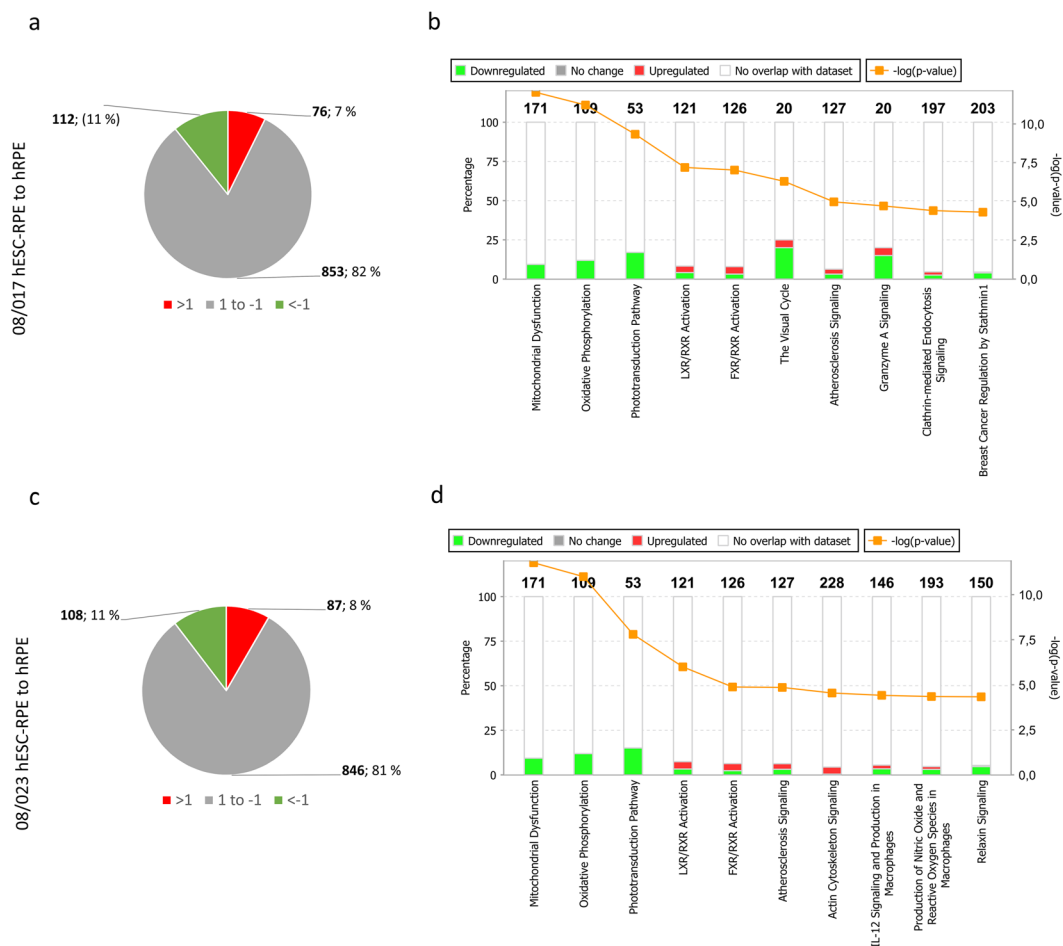 a
08/017 hESC-RPE to hRPE
112; (11 %)
76; 7 %
853; 82 %
>1 1 to -1 <-1
b
Downregulated No change Upregulated No overlap with dataset -log(p-value)
171 109 53 121 126 20 127 20 197 203
Percentage
100
75
50
25
0
10,0
7,5
5,0
2,5
0,0
-log(p-value)
Mitochondrial Dysfunction
Oxidative Phosphorylation
Phototransduction Pathway
LXR/RXR Activation
FXR/RXR Activation
The Visual Cycle
Atherosclerosis Signaling
Granzyme A Signaling
Clathrin-mediated Endocytosis
Signaling
Breast Cancer Regulation by Stathmin1
c
08/023 hESC-RPE to hRPE
108; 11 %
87; 8 %
846; 81 %
>1 1 to -1 <-1
d
Downregulated No change Upregulated No overlap with dataset -log(p-value)
171 109 53 121 126 127 228 146 193 150
Percentage
100
75
50
25
0
10,0
7,5
5,0
2,5
0,0
-log(p-value)
Mitochondrial Dysfunction
Oxidative Phosphorylation
Phototransduction Pathway
LXR/RXR Activation
FXR/RXR Activation
Atherosclerosis Signaling
Actin Cytoskeleton Signaling
IL-12 Signaling and Production in
Macrophages
Production of Nitric Oxide and
Reactive Oxygen Species in
Macrophages
Relaxin Signaling